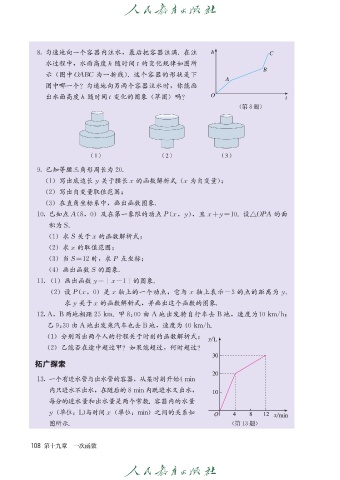 人民教育出版社
8. 匀速地向一个容器内注水，最后把容器注满. 在注
水过程中，水面高度 h 随时间 t 的变化规律如图所
示（图中 OABC 为一折线）. 这个容器的形状是下
图中哪一个？匀速地向另两个容器注水时，你能画
出水面高度 h 随时间 t 变化的图象（草图）吗？
h
C
B
A
O
t
（第 8 题）
（1）
（2）
（3）
9. 已知等腰三角形周长为 20.
（1）写出底边长 y 关于腰长 x 的函数解析式（x 为自变量）；
（2）写出自变量取值范围；
（3）在直角坐标系中，画出函数图象.
10. 已知点 A(8，0) 及在第一象限的动点 P(x，y)，且 x＋y＝10. 设△OPA 的面
积为 S.
（1）求 S 关于 x 的函数解析式；
（2）求 x 的取值范围；
（3）当 S＝12 时，求 P 点坐标；
（4）画出函数 S 的图象.
11.（1）画出函数 y＝｜x－1｜的图象.
（2）设 P(x，0) 是 x 轴上的一个动点，它与 x 轴上表示－3 的点的距离为 y.
求 y 关于 x 的函数解析式，并画出这个函数的图象.
12. A，B 两地相距 25 km. 甲 8:00 由 A 地出发骑自行车去 B 地，速度为10 km/h；
乙 9:30 由 A 地出发乘汽车也去 B 地，速度为 40 km/h.
（1）分别写出两个人的行程关于时刻的函数解析式；
（2）乙能否在途中超过甲？如果能超过，何时超过？
拓广探索
13. 一个有进水管与出水管的容器，从某时刻开始4 min
内只进水不出水，在随后的 8 min 内既进水又出水，
每分的进水量和出水量是两个常数. 容器内的水量
y（单位：L)与时间 x（单位：min）之间的关系如
图所示.
y/L
30
20
10
O 4 8 12 x/min
（第 13 题）
108 第十九章 一次函数
人民教育出版社